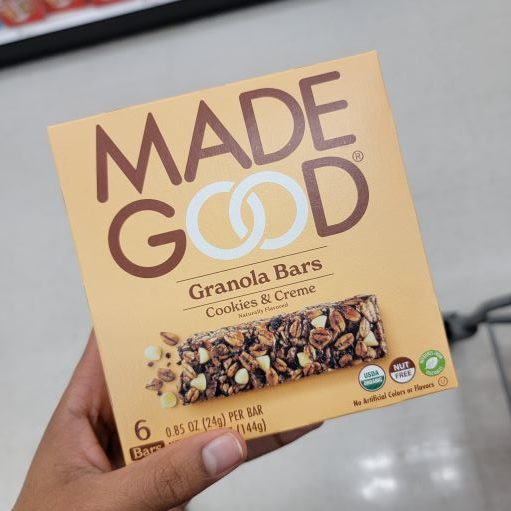 MADE
GOOD®
Granola Bars
Cookies & Creme
Naturally Flavored
USDA
ORGANIC
NUT
FREE
No Artificial Colors or Flavors
6
Bars
0.85 OZ (24g) PER BAR
(144g)